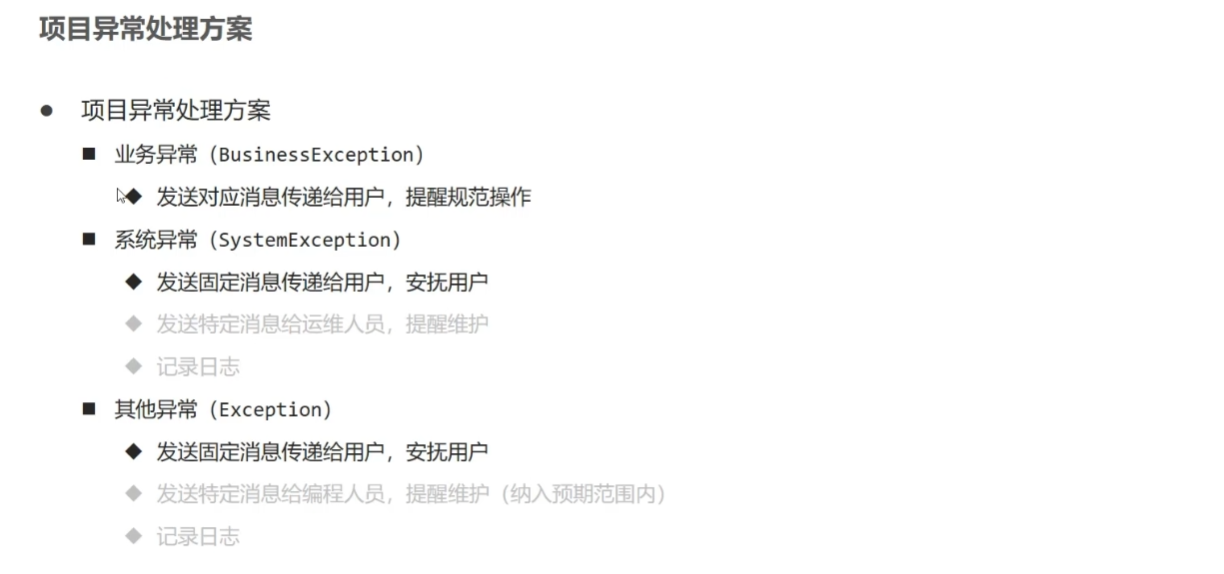 项目异常处理方案
项目异常处理方案
业务异常（BusinessException）
发送对应消息传递给用户，提醒规范操作
系统异常（SystemException）
发送固定消息传递给用户，安抚用户
发送特定消息给运维人员，提醒维护
记录日志
其他异常（Exception）
发送固定消息传递给用户，安抚用户
发送特定消息给编程人员，提醒维护（纳入预期范围内）
记录日志